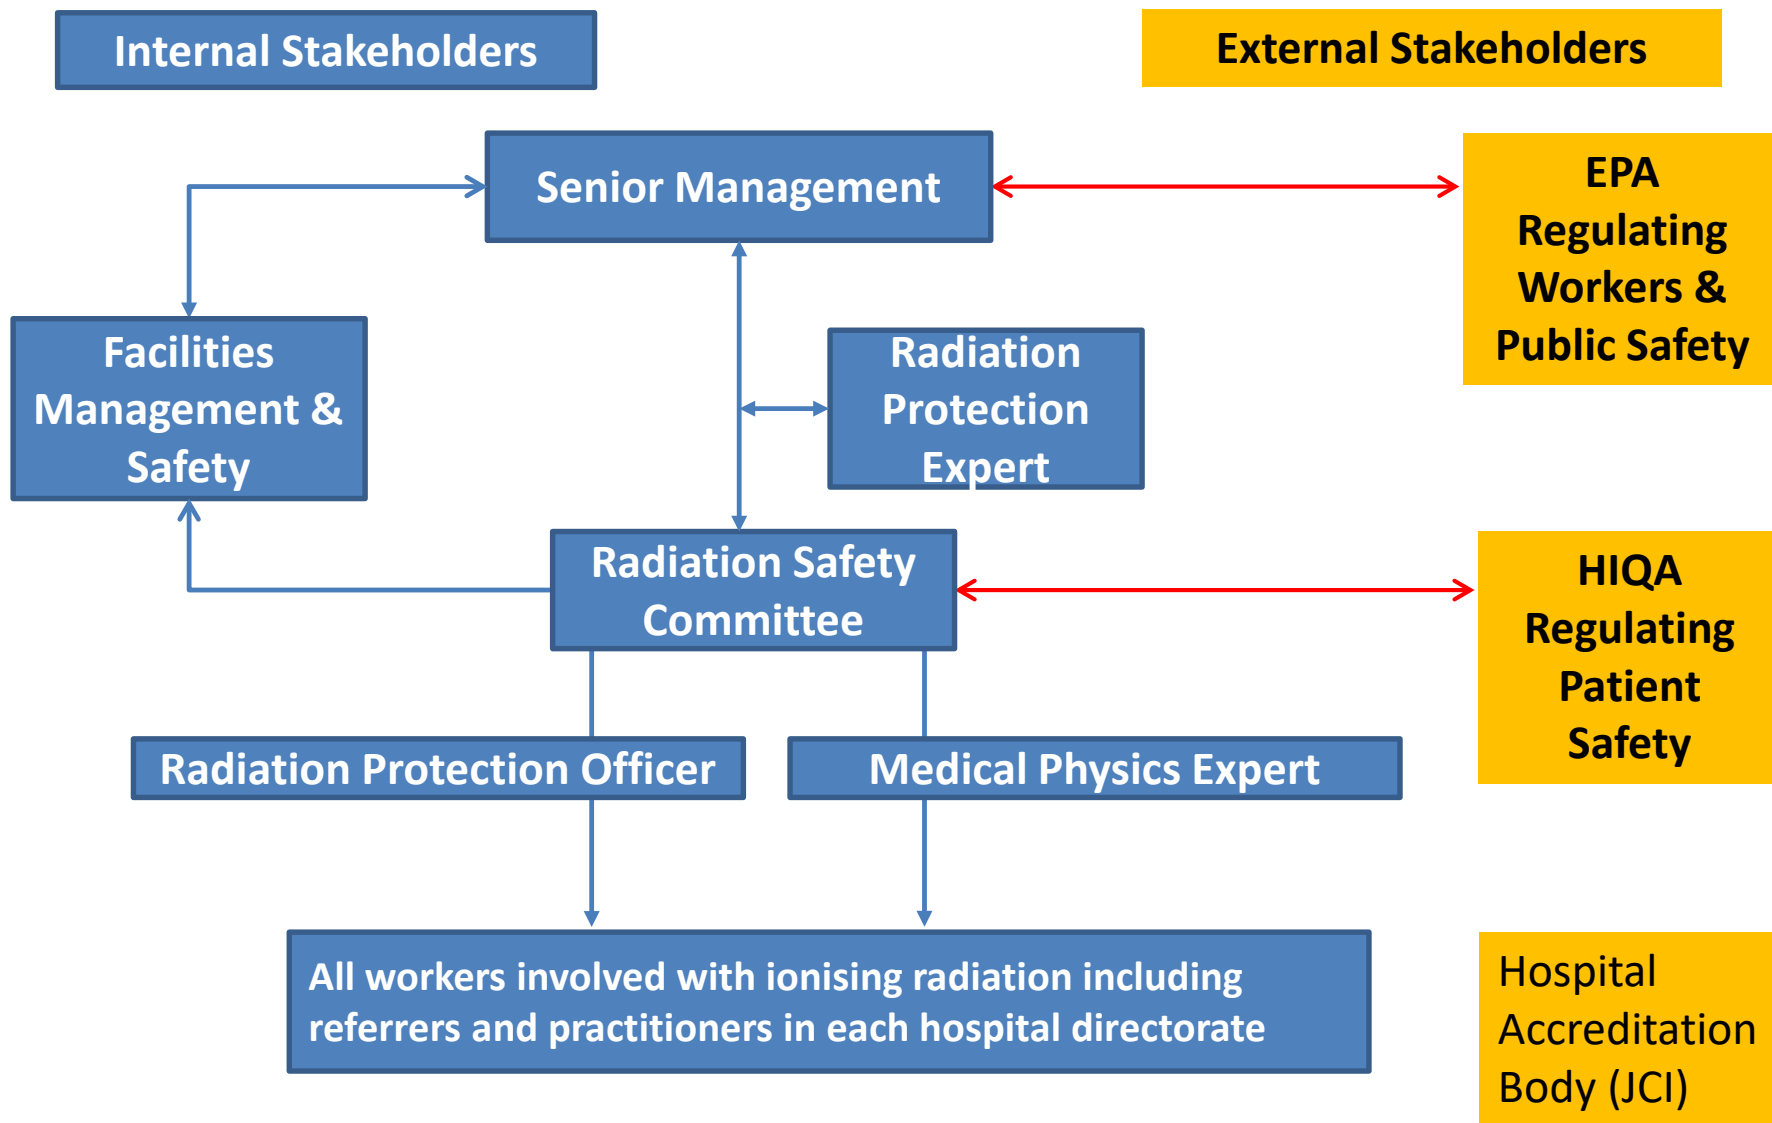 Internal Stakeholders
External Stakeholders
Senior Management
EPA
Regulating
Workers &
Public Safety
Facilities
Management &
Safety
Radiation
Protection
Expert
Radiation Safety
Committee
HIQA
Regulating
Patient
Safety
Radiation Protection Officer
Medical Physics Expert
All workers involved with ionising radiation including
referrers and practitioners in each hospital directorate
Hospital
Accreditation
Body (JCI)